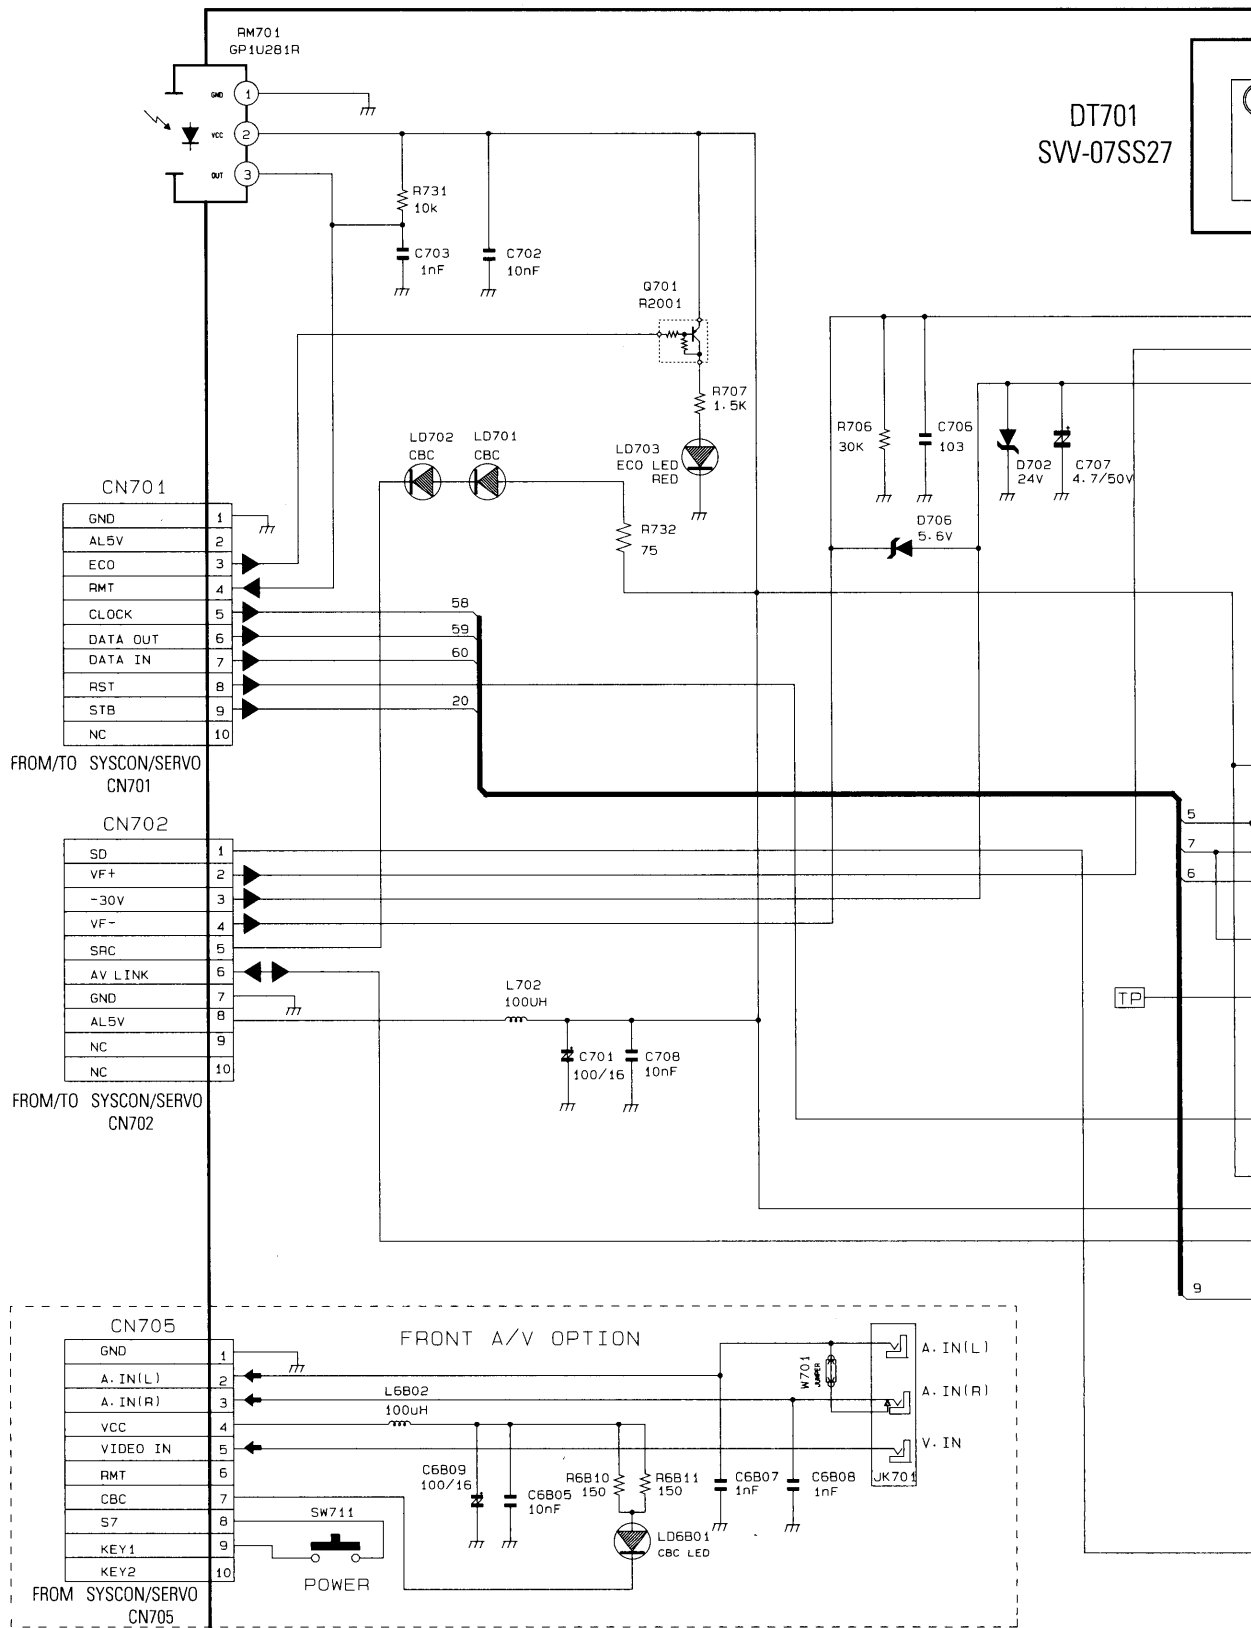 RM701
GP1U281R
GND 1
VCC 2
OUT 3
DT701
SVV-07SS27
R731
10k
C703
1nF
C702
10nF
Q701
R2001
R707
1.5K
LD702
CBC
LD701
CBC
LD703
ECO LED
RED
R706
30K
C706
103
D702
24V
C707
4.7/50V
R732
75
D706
5.6V
CN701
GND 1
AL5V 2
ECO 3
RMT 4
CLOCK 5
DATA OUT 6
DATA IN 7
RST 8
STB 9
NC 10
58
59
60
20
FROM/TO SYSCON/SERVO
CN701
CN702
SD 1
VF+ 2
-30V 3
VF- 4
SRC 5
AV LINK 6
GND 7
AL5V 8
NC 9
NC 10
FROM/TO SYSCON/SERVO
CN702
5
7
6
TP
L702
100UH
C701
100/16
C708
10nF
9
CN705
FRONT A/V OPTION
GND 1
A.IN(L) 2
A.IN(R) 3
VCC 4
VIDEO IN 5
RMT 6
CBC 7
S7 8
KEY1 9
KEY2 10
FROM SYSCON/SERVO
CN705
L6B02
100uH
W701
JUMPER
A.IN(L)
A.IN(R)
V.IN
JK701
C6B09
100/16
C6B05
10nF
R6B10
150
R6B11
150
C6B07
1nF
C6B08
1nF
SW711
POWER
LD6B01
CBC LED